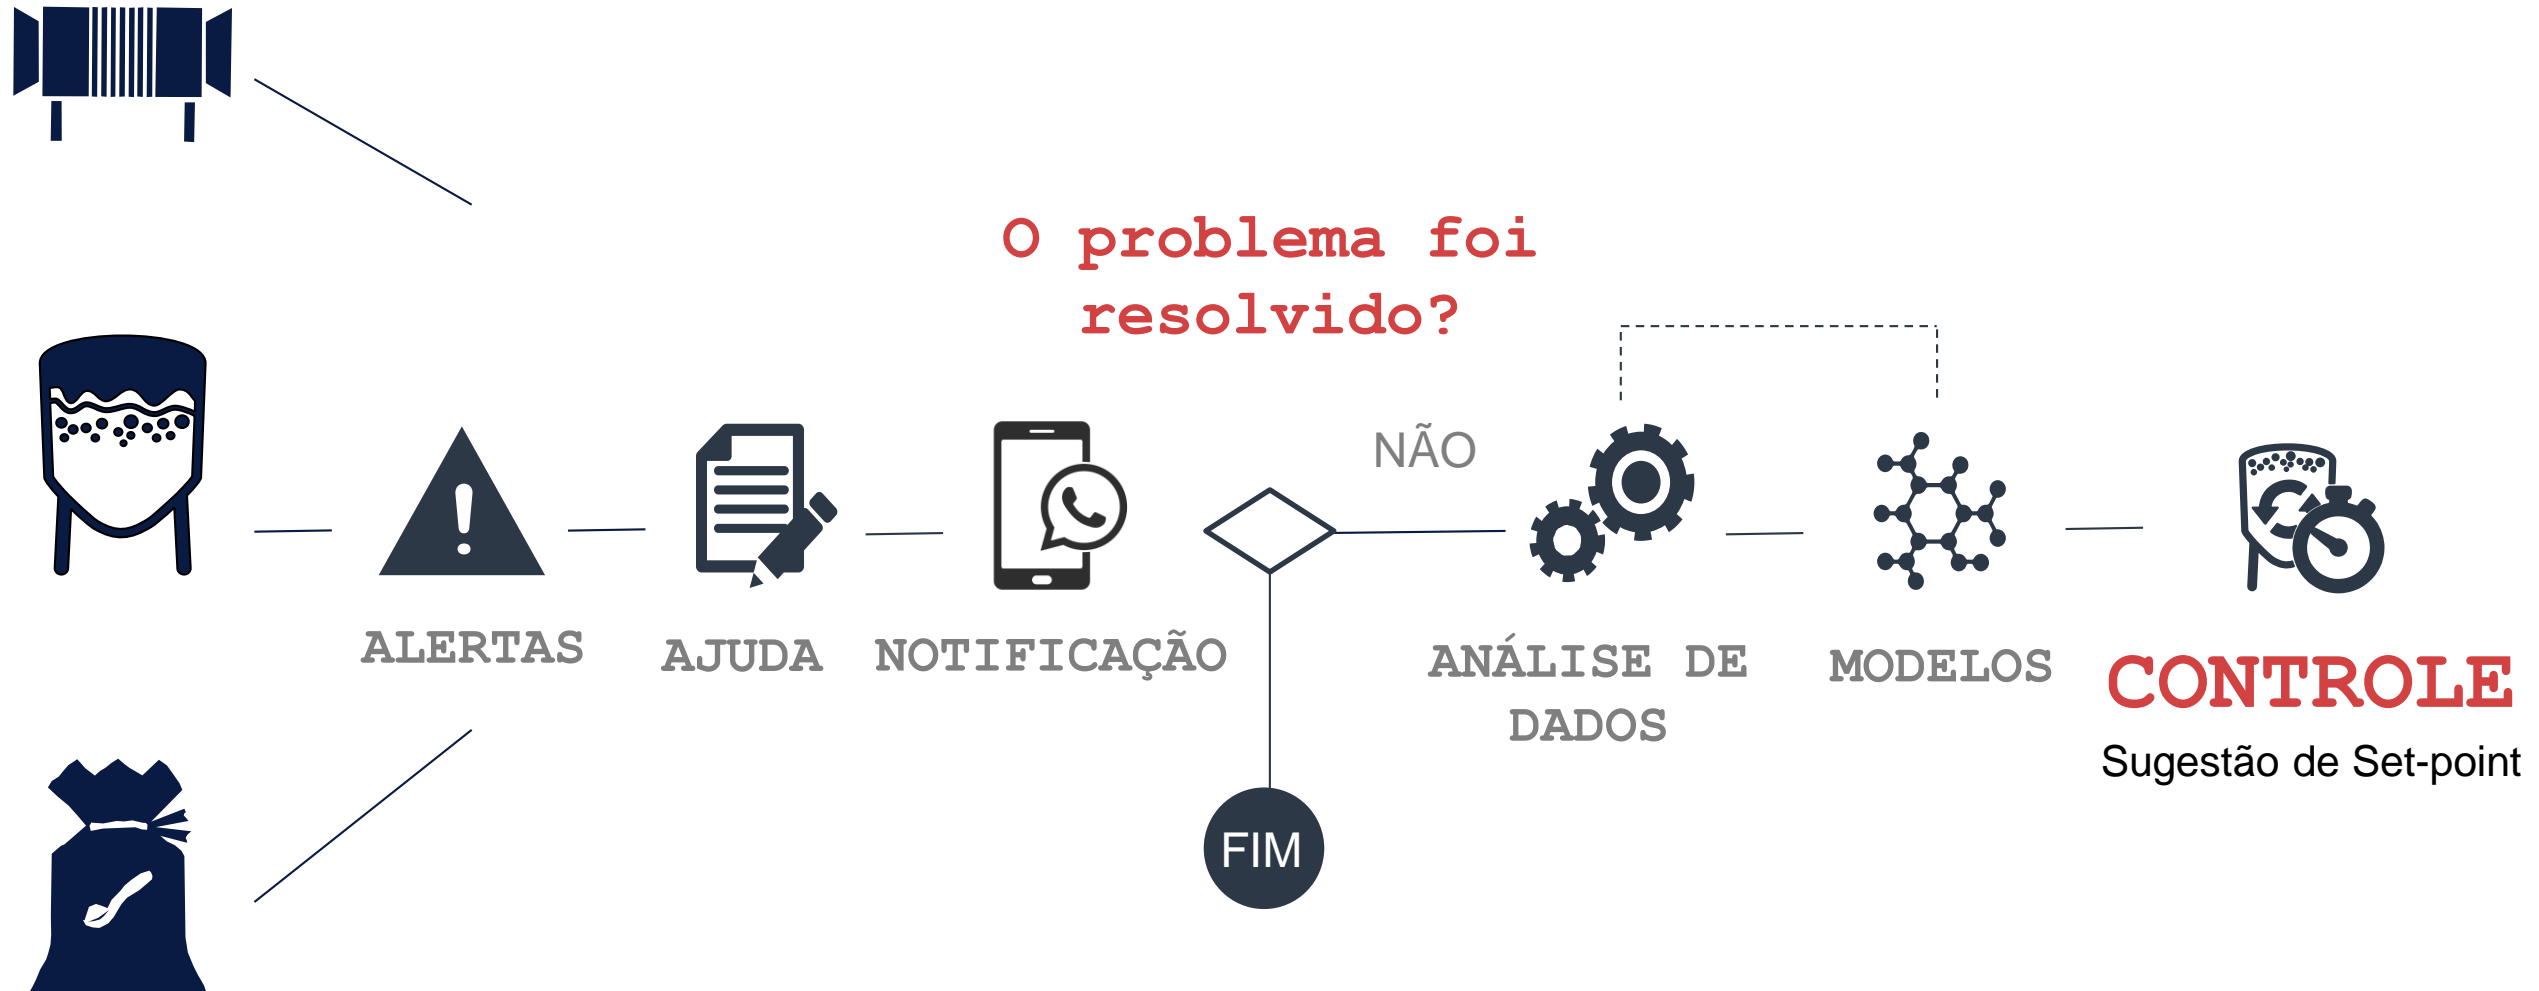 O problema foi
resolvido?
NÃO
ALERTAS
AJUDA
NOTIFICAÇÃO
ANÁLISE DE
DADOS
MODELOS
CONTROLE
Sugestão de Set-point
FIM